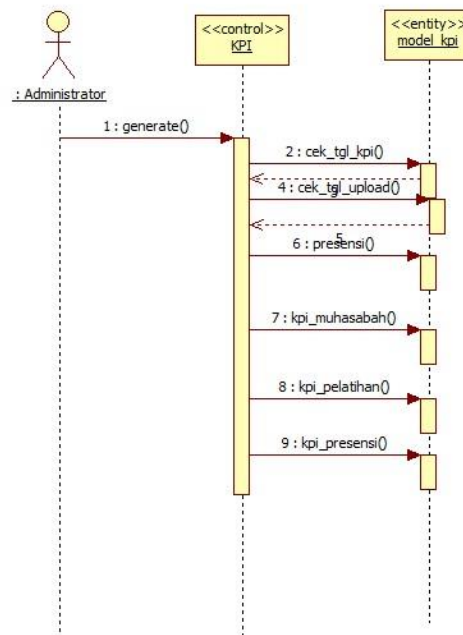 <<control>>
KPI
<<entity>>
model_kpi
: Administrator
1 : generate()
2 : cek_tgl_kpi()
3
4 : cek_tgl_upload()
5
6 : presensi()
7 : kpi_muhasabah()
8 : kpi_pelatihan()
9 : kpi_presensi()